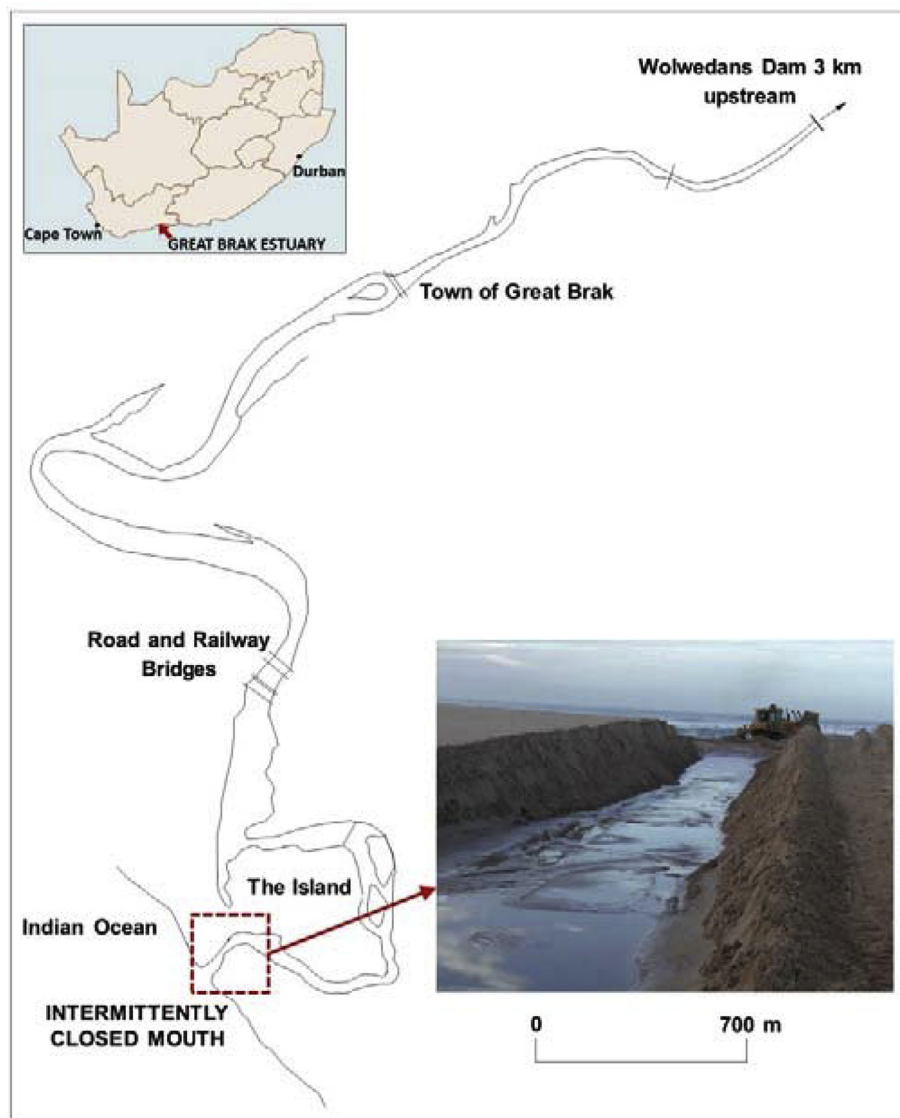 Wolwedans Dam 3 km
upstream
Durban
Cape Town
GREAT BRAK ESTUARY
Town of Great Brak
Road and Railway
Bridges
The Island
Indian Ocean
INTERMITTENTLY
CLOSED MOUTH
0 700 m